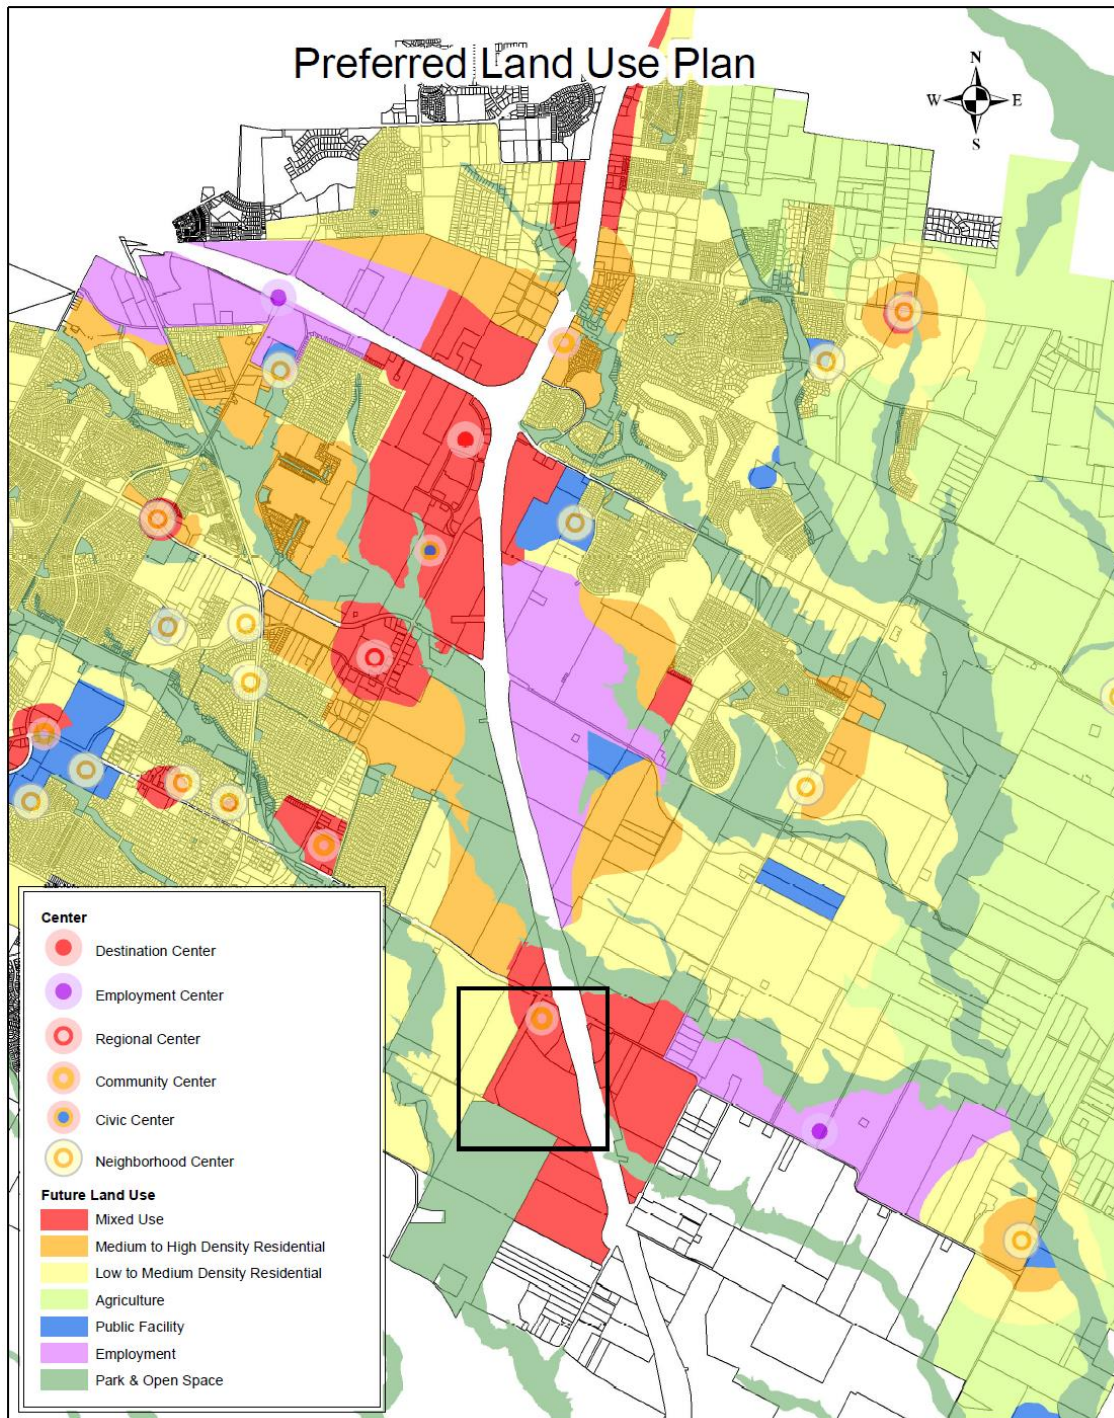 Preferred Land Use Plan
N
W E
S
Center
Destination Center
Employment Center
Regional Center
Community Center
Civic Center
Neighborhood Center
Future Land Use
Mixed Use
Medium to High Density Residential
Low to Medium Density Residential
Agriculture
Public Facility
Employment
Park & Open Space